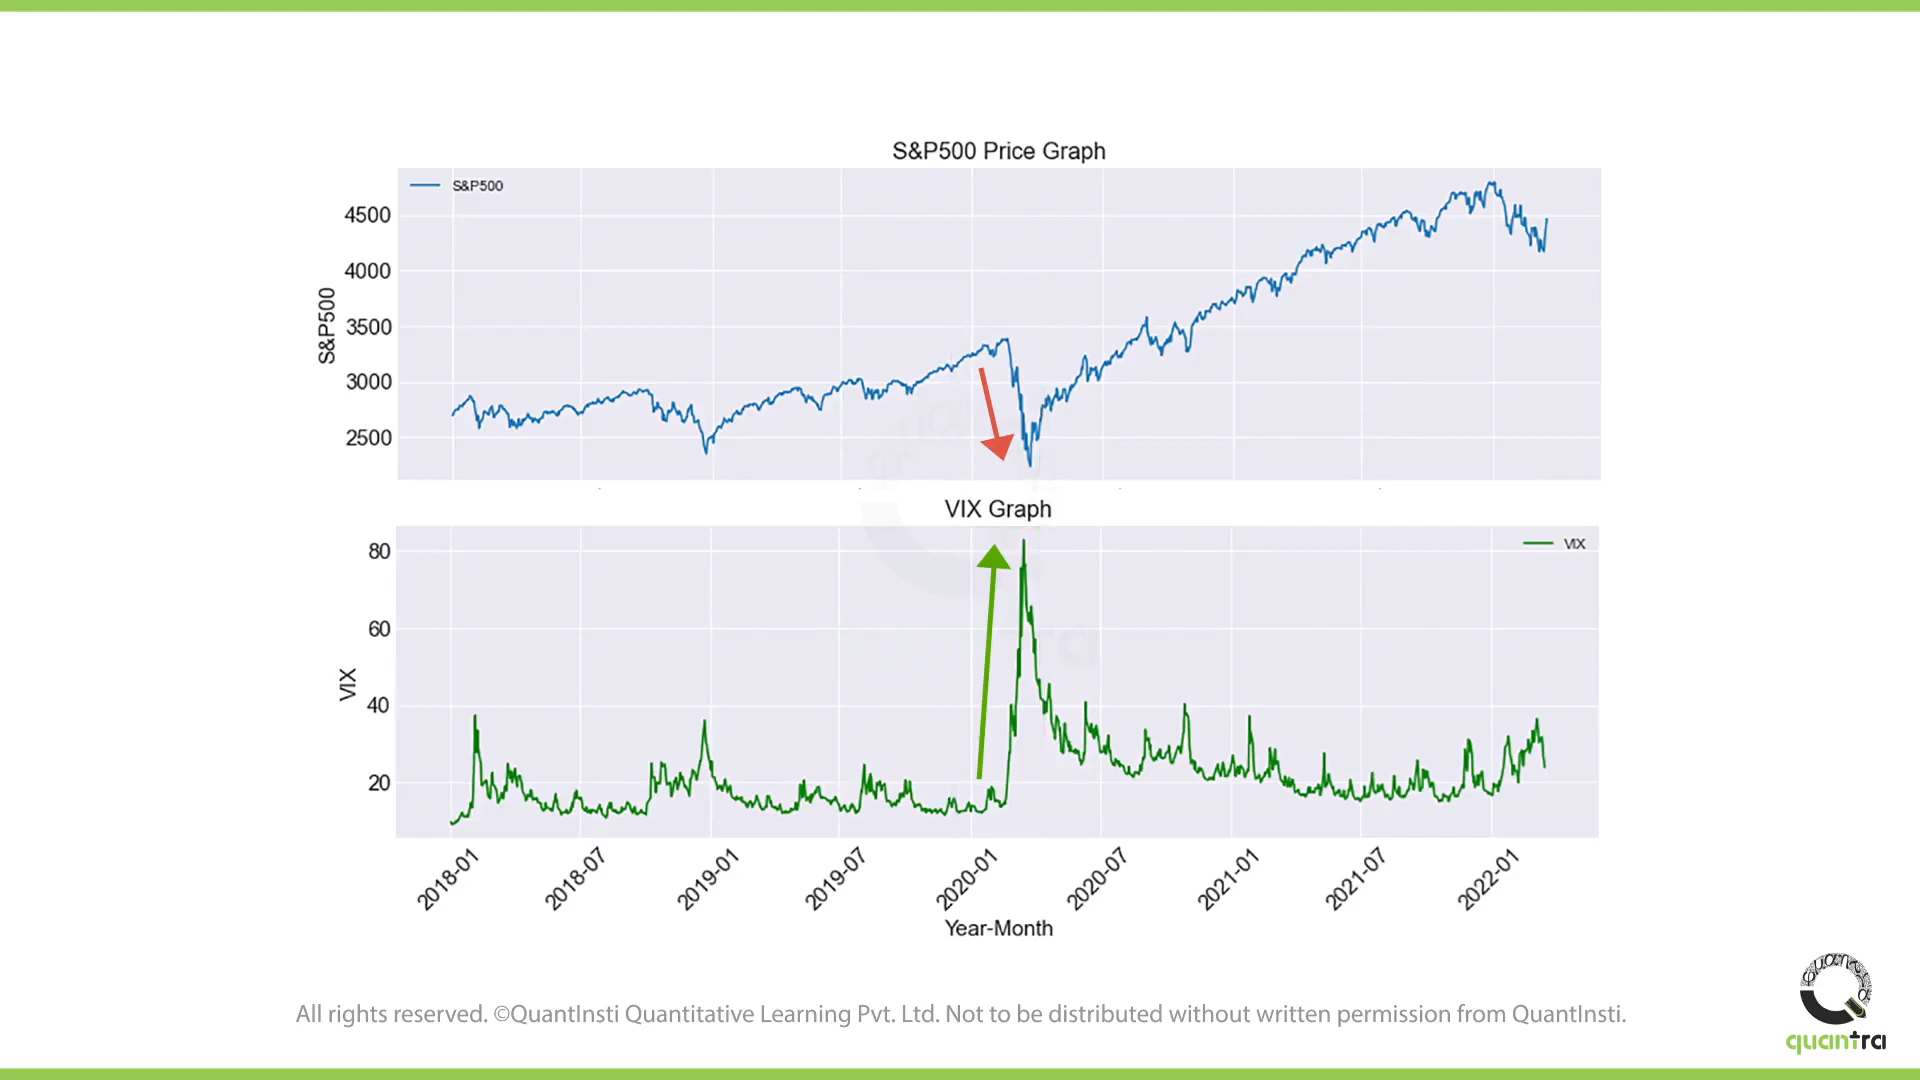 S&P500 Price Graph
S&P500
4500
4000
3500
3000
2500
S&P500
VIX Graph
VIX
80
60
40
20
VIX
2018-01
2018-07
2019-01
2019-07
2020-01
2020-07
2021-01
2021-07
2022-01
Year-Month
All rights reserved. ©QuantInsti Quantitative Learning Pvt. Ltd. Not to be distributed without written permission from QuantInsti.
quantra